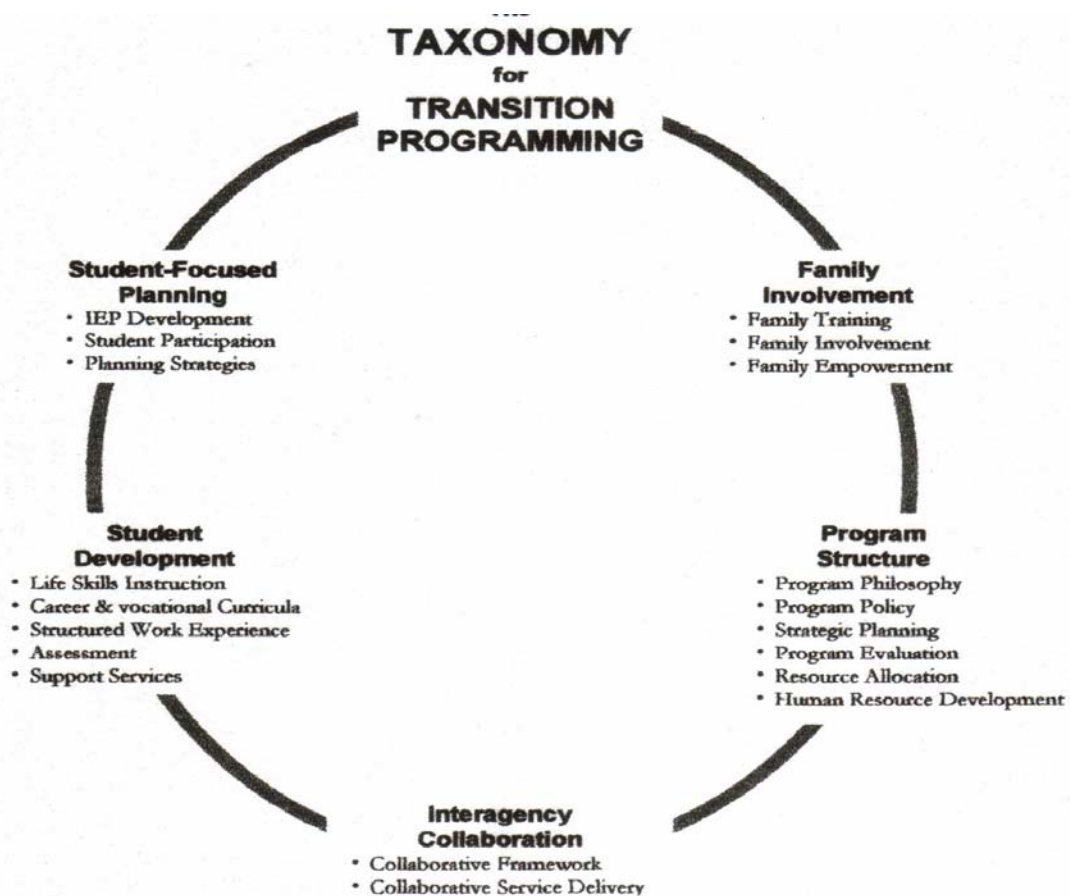 TAXONOMY
for
TRANSITION
PROGRAMMING
Student-Focused
Planning
• IEP Development
• Student Participation
• Planning Strategies
Family
Involvement
• Family Training
• Family Involvement
• Family Empowerment
Student
Development
• Life Skills Instruction
• Career & vocational Curricula
• Structured Work Experience
• Assessment
• Support Services
Program
Structure
• Program Philosophy
• Program Policy
• Strategic Planning
• Program Evaluation
• Resource Allocation
• Human Resource Development
Interagency
Collaboration
• Collaborative Framework
• Collaborative Service Delivery